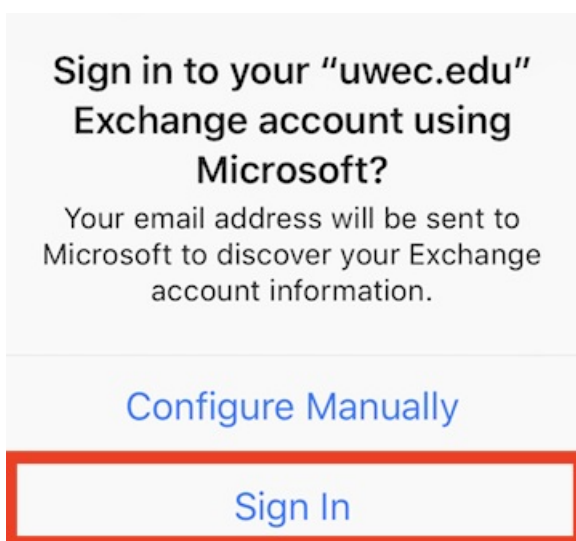 Sign in to your “uwec.edu”
Exchange account using
Microsoft?
Your email address will be sent to
Microsoft to discover your Exchange
account information.
Configure Manually
Sign In